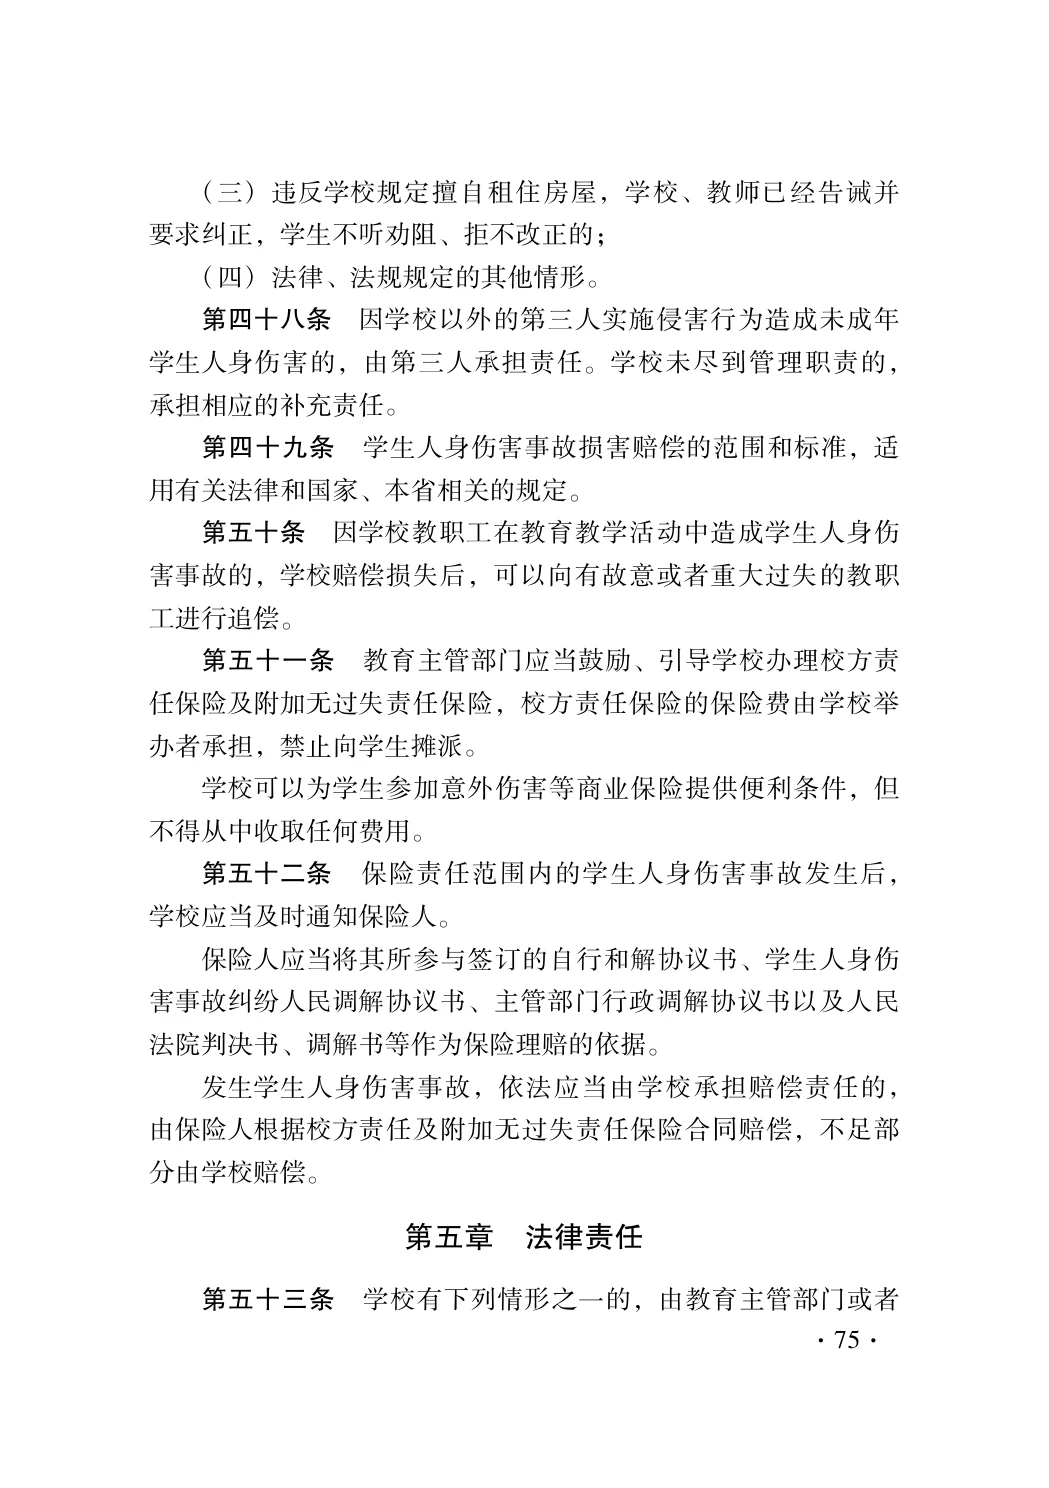 （三）违反学校规定擅自租住房屋，学校、教师已经告诫并
要求纠正，学生不听劝阻、拒不改正的；
（四）法律、法规规定的其他情形。
第四十八条　因学校以外的第三人实施侵害行为造成未成年
学生人身伤害的，由第三人承担责任。学校未尽到管理职责的，
承担相应的补充责任。
第四十九条　学生人身伤害事故损害赔偿的范围和标准，适
用有关法律和国家、本省相关的规定。
第五十条　因学校教职工在教育教学活动中造成学生人身伤
害事故的，学校赔偿损失后，可以向有故意或者重大过失的教职
工进行追偿。
第五十一条　教育主管部门应当鼓励、引导学校办理校方责
任保险及附加无过失责任保险，校方责任保险的保险费由学校举
办者承担，禁止向学生摊派。
学校可以为学生参加意外伤害等商业保险提供便利条件，但
不得从中收取任何费用。
第五十二条　保险责任范围内的学生人身伤害事故发生后，
学校应当及时通知保险人。
保险人应当将其所参与签订的自行和解协议书、学生人身伤
害事故纠纷人民调解协议书、主管部门行政调解协议书以及人民
法院判决书、调解书等作为保险理赔的依据。
发生学生人身伤害事故，依法应当由学校承担赔偿责任的，
由保险人根据校方责任及附加无过失责任保险合同赔偿，不足部
分由学校赔偿。
第五章　法律责任
第五十三条　学校有下列情形之一的，由教育主管部门或者
·75·